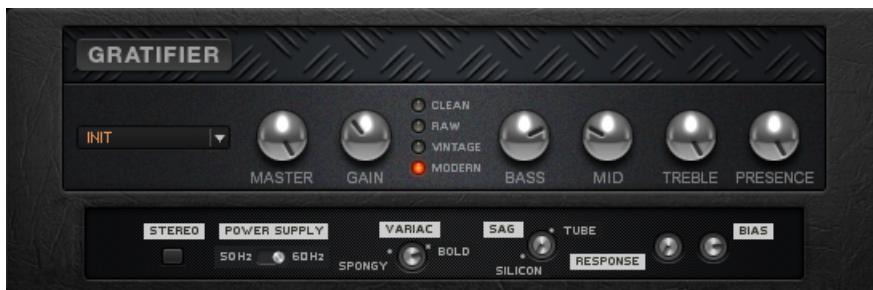 GRATIFIER
INIT
CLEAN
RAW
VINTAGE
MODERN
MASTER GAIN BASS MID TREBLE PRESENCE
STEREO POWER SUPPLY VARIAC SAG TUBE BIAS
50Hz 60Hz SPONGY BOLD SILICON RESPONSE